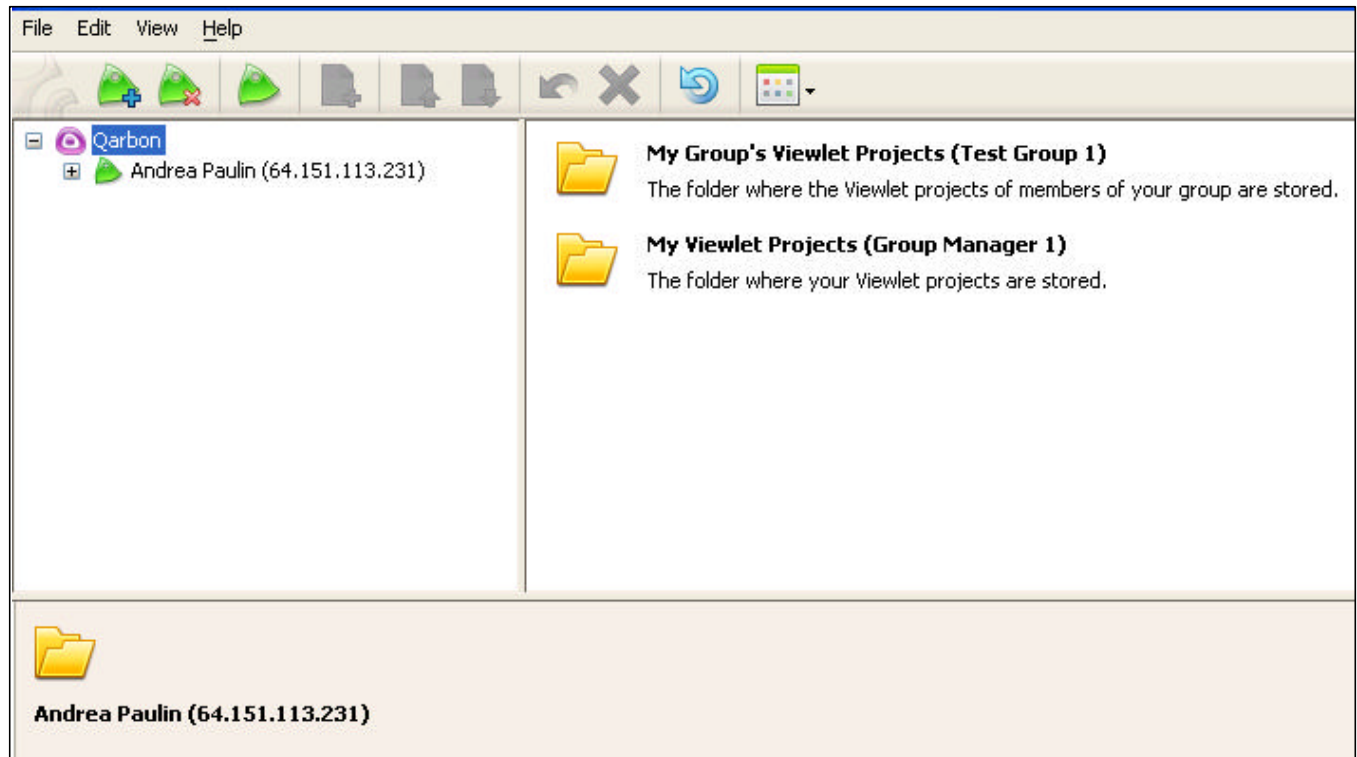 File Edit View Help
Qarbon
Andrea Paulin (64.151.113.231)
My Group's Viewlet Projects (Test Group 1)
The folder where the Viewlet projects of members of your group are stored.
My Viewlet Projects (Group Manager 1)
The folder where your Viewlet projects are stored.
Andrea Paulin (64.151.113.231)